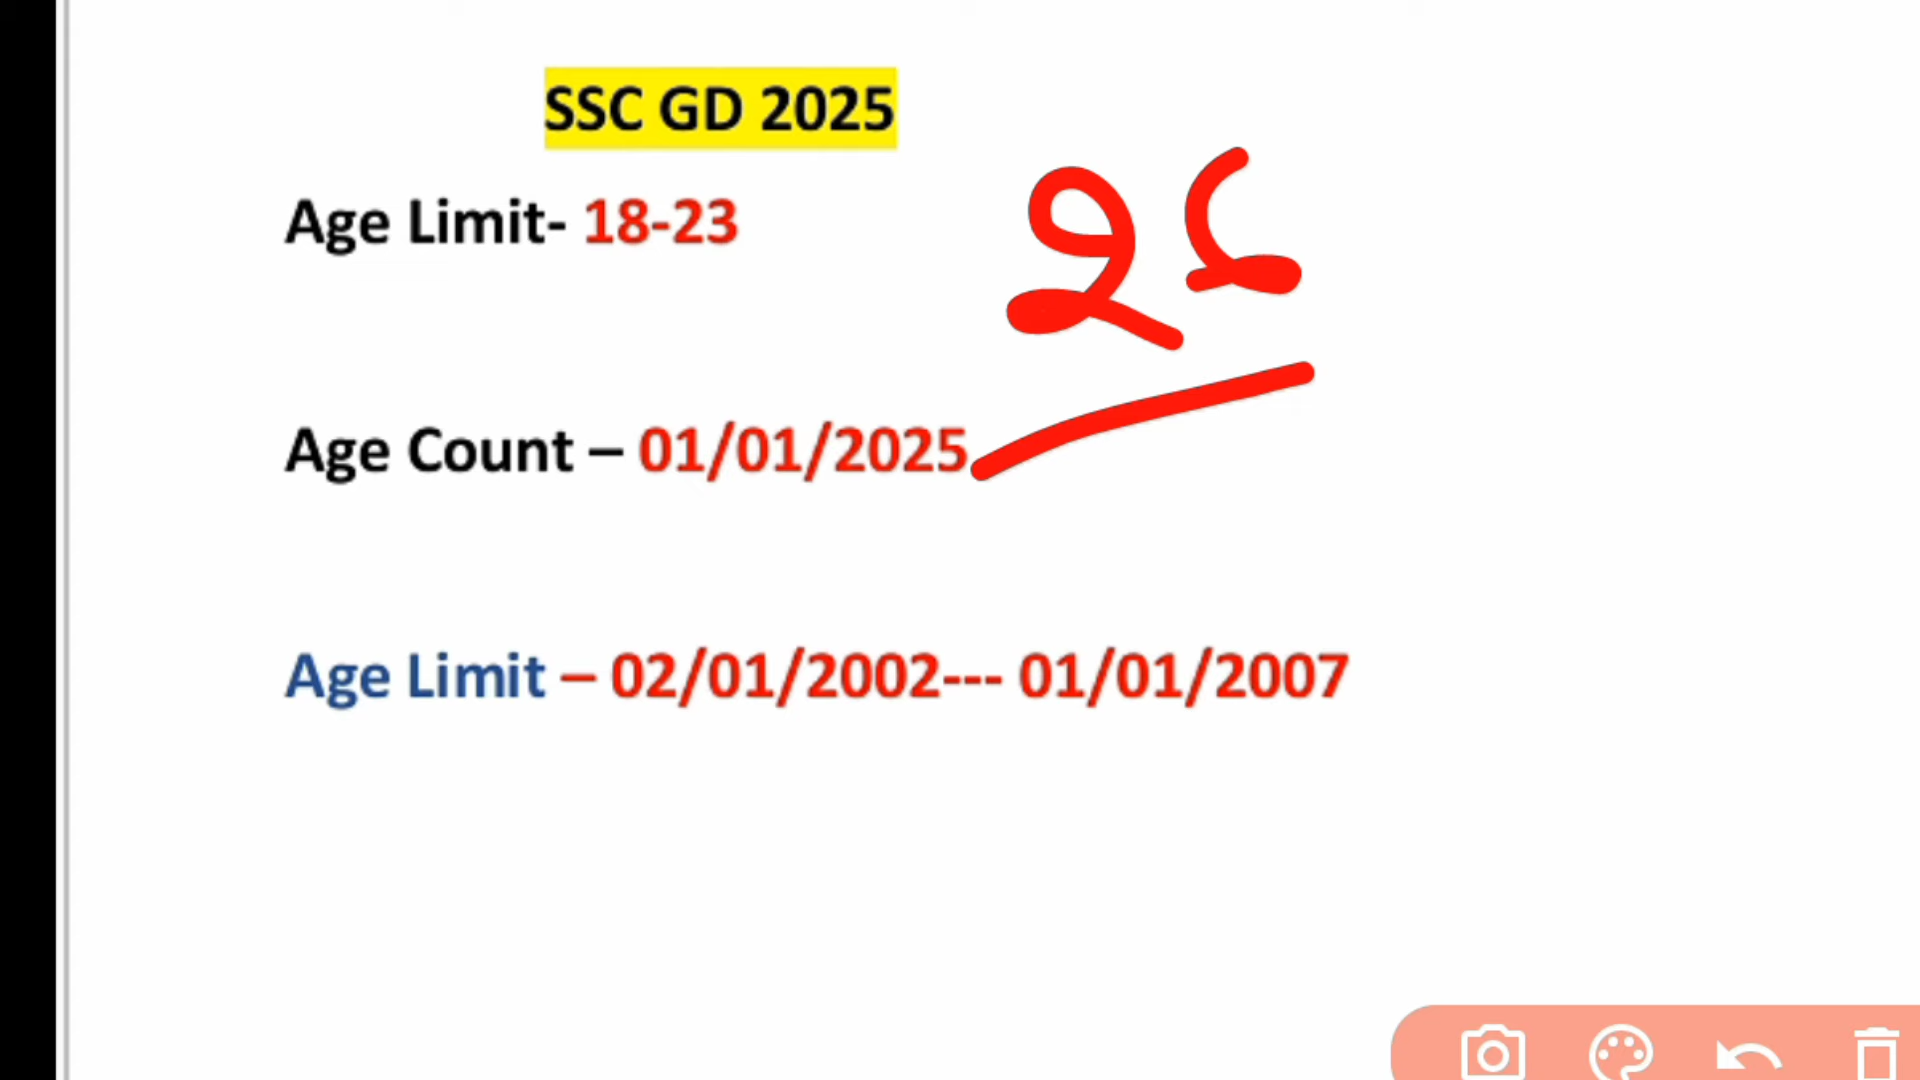 SSC GD 2025
Age Limit- 18-23
Age Count – 01/01/2025
Age Limit – 02/01/2002--- 01/01/2007